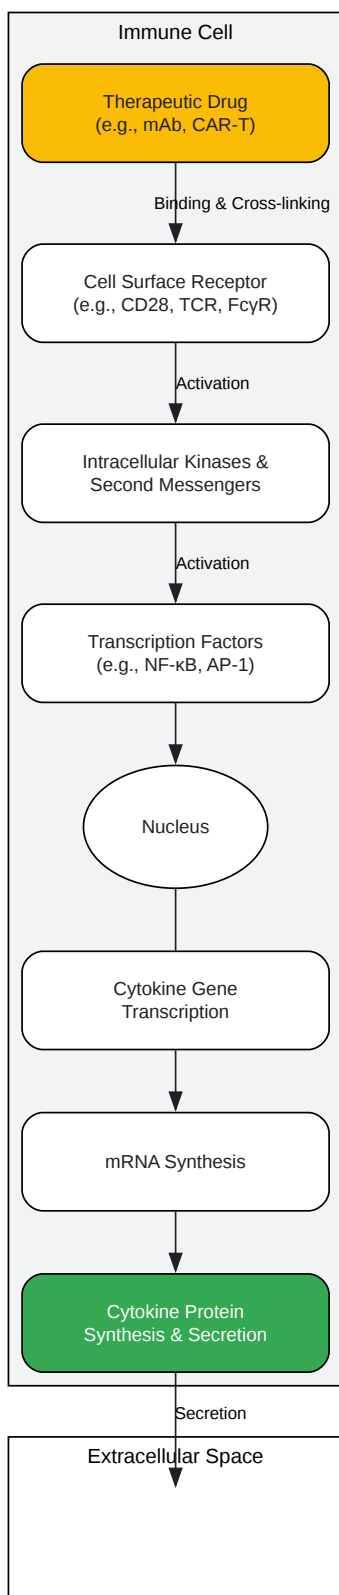 Immune Cell
Therapeutic Drug
(e.g., mAb, CAR-T)
Binding & Cross-linking
Cell Surface Receptor
(e.g., CD28, TCR, FcγR)
Activation
Intracellular Kinases &
Second Messengers
Activation
Transcription Factors
(e.g., NF-κB, AP-1)
Nucleus
Cytokine Gene
Transcription
mRNA Synthesis
Cytokine Protein
Synthesis & Secretion
Secretion
Extracellular Space